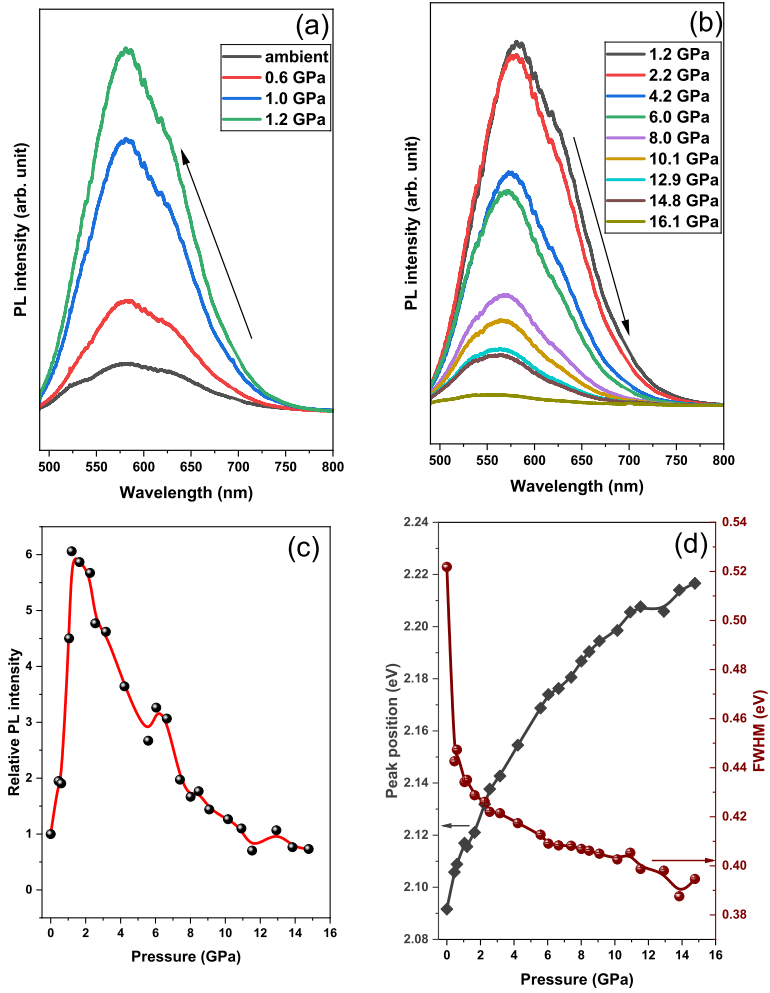 (a)
ambient
0.6 GPa
1.0 GPa
1.2 GPa
PL intensity (arb. unit)
500 550 600 650 700 750 800
Wavelength (nm)
(b)
1.2 GPa
2.2 GPa
4.2 GPa
6.0 GPa
8.0 GPa
10.1 GPa
12.9 GPa
14.8 GPa
16.1 GPa
PL intensity (arb. unit)
500 550 600 650 700 750 800
Wavelength (nm)
(c)
Relative PL intensity
6
5
4
3
2
1
0
0 2 4 6 8 10 12 14 16
Pressure (GPa)
(d)
Peak position (eV)
2.24
2.22
2.20
2.18
2.16
2.14
2.12
2.10
2.08
0 2 4 6 8 10 12 14 16
Pressure (GPa)
0.54
0.52
0.50
0.48
0.46
0.44
0.42
0.40
0.38
FWHM (eV)